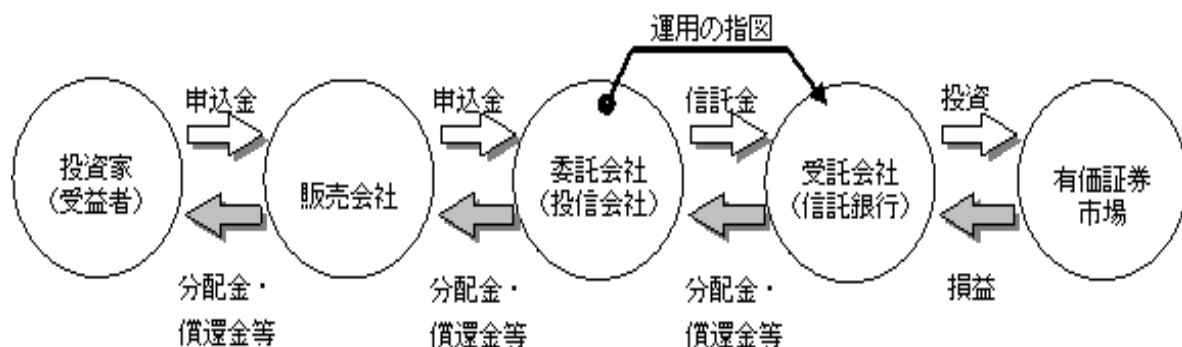 運用の指図
申込金
申込金
信託金
投資
投資家
(受益者)
販売会社
委託会社
(投信会社)
受託会社
(信託銀行)
有価証券
市場
分配金・
償還金等
分配金・
償還金等
分配金・
償還金等
損益